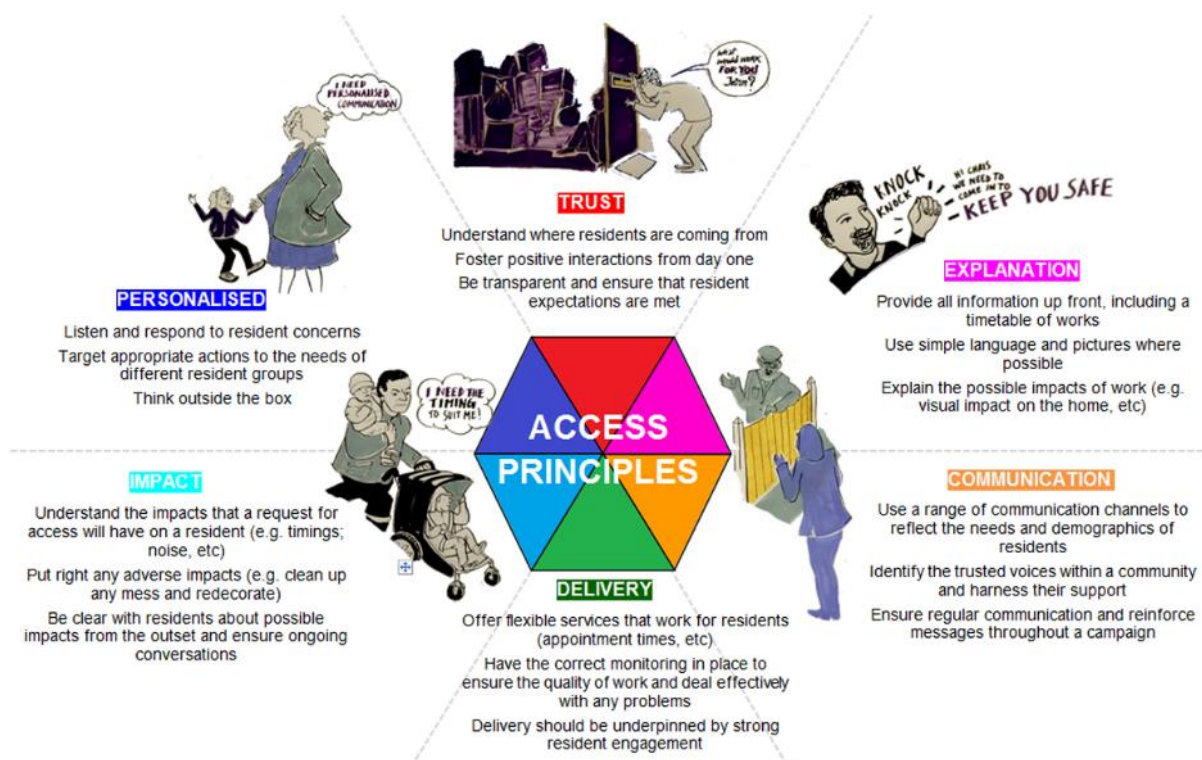 I NEED
PERSONALISED
COMMUNICATION
PERSONALISED
Listen and respond to resident concerns
Target appropriate actions to the needs of
different resident groups
Think outside the box
WHAT
WOULD WORK
FOR YOU
TRUST
Understand where residents are coming from
Foster positive interactions from day one
Be transparent and ensure that resident
expectations are met
KNOCK
KNOCK
HI CHRIS
WE NEED TO
COME IN TO
KEEP YOU SAFE
EXPLANATION
Provide all information up front, including a
timetable of works
Use simple language and pictures where
possible
Explain the possible impacts of work (e.g.
visual impact on the home, etc)
I NEED THE
TIMING
TO SUIT ME!
ACCESS
PRINCIPLES
IMPACT
Understand the impacts that a request for
access will have on a resident (e.g. timings;
noise, etc)
Put right any adverse impacts (e.g. clean up
any mess and redecorate)
Be clear with residents about possible
impacts from the outset and ensure ongoing
conversations
DELIVERY
Offer flexible services that work for residents
(appointment times, etc)
Have the correct monitoring in place to
ensure the quality of work and deal effectively
with any problems
Delivery should be underpinned by strong
resident engagement
COMMUNICATION
Use a range of communication channels to
reflect the needs and demographics of
residents
Identify the trusted voices within a community
and harness their support
Ensure regular communication and reinforce
messages throughout a campaign